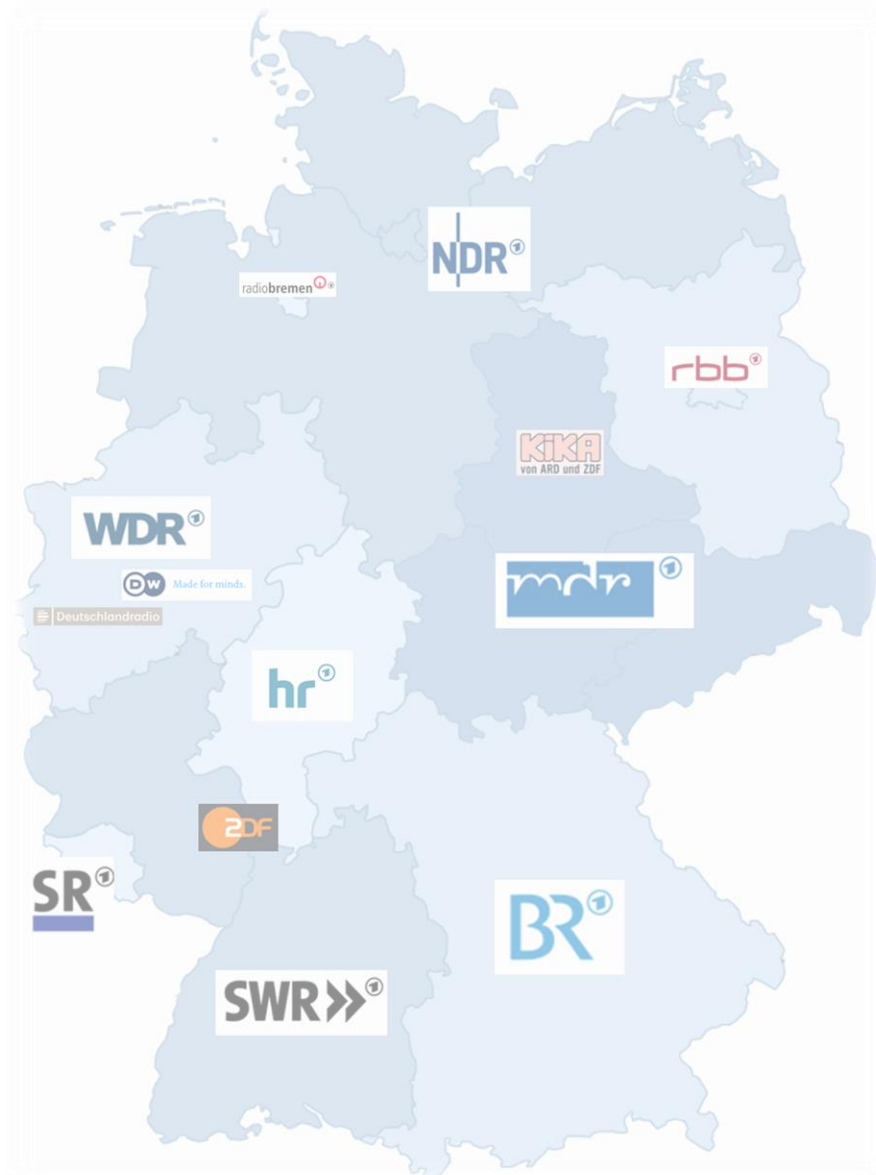 NDR
radiobremen
rbb
KiKA
von ARD und ZDF
WDR
DW Made for minds.
Deutschlandradio
mdr
hr
2DF
SR
BR
SWR